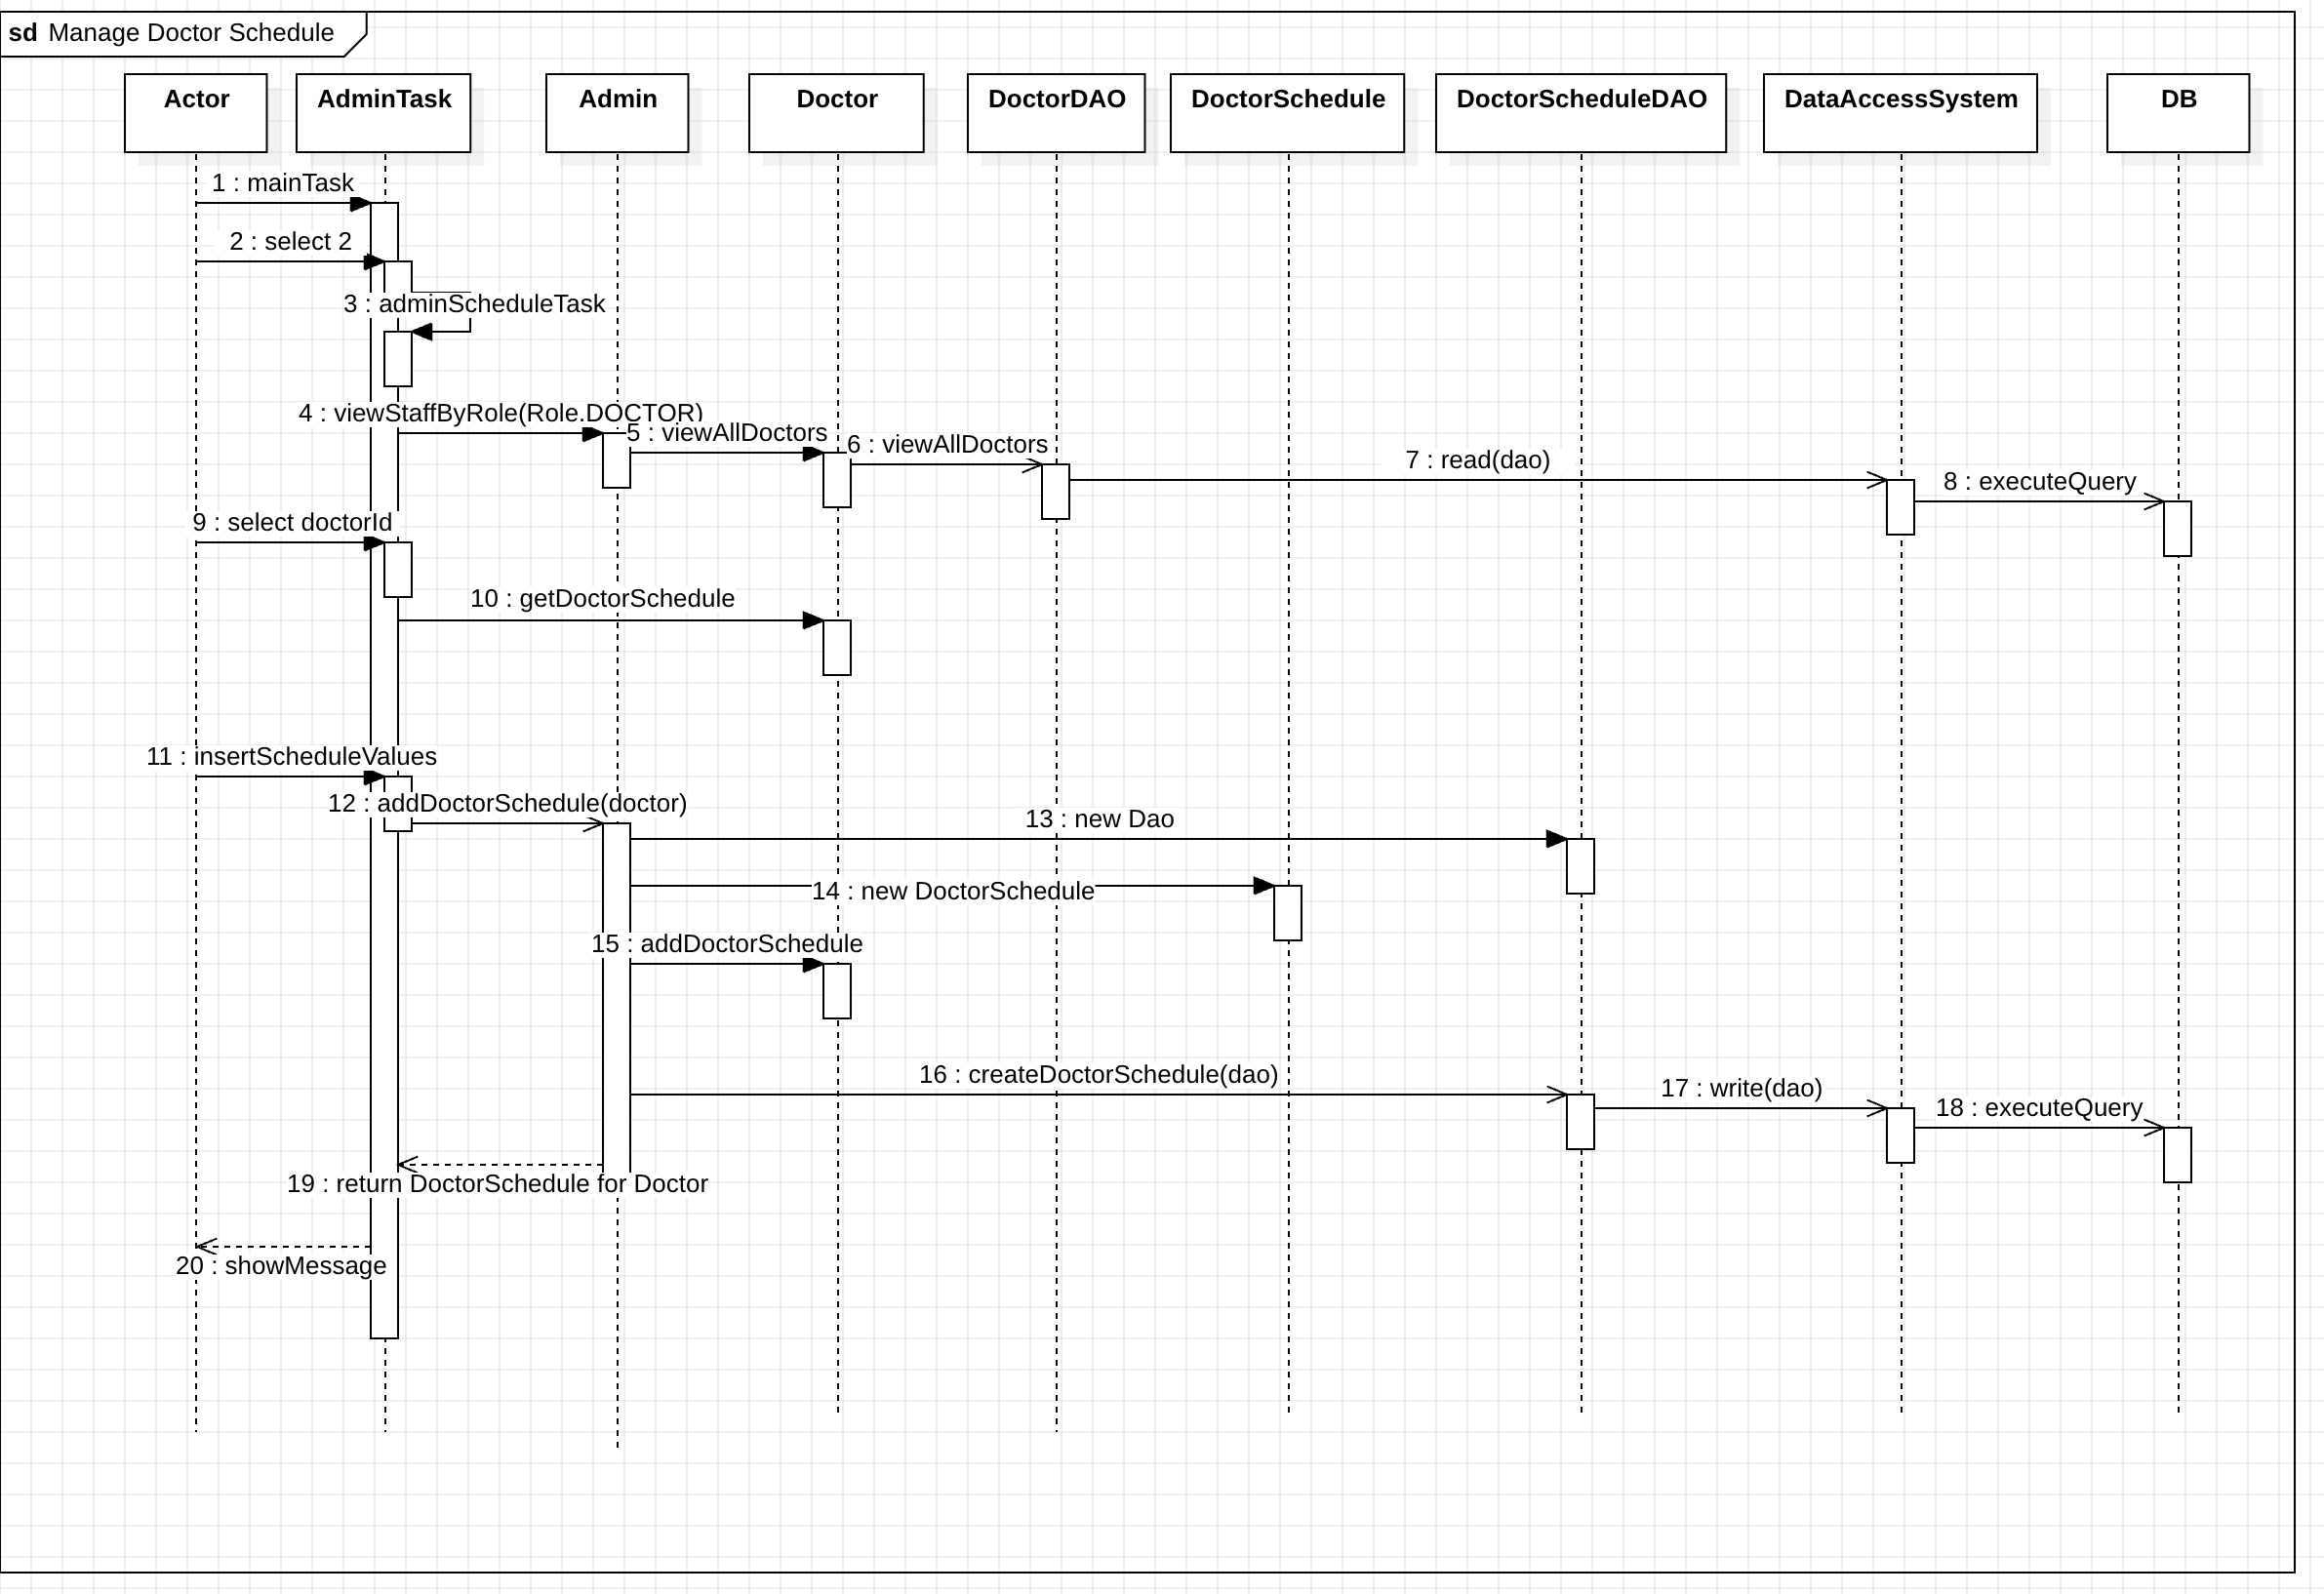 sd Manage Doctor Schedule
Actor
AdminTask
Admin
Doctor
DoctorDAO
DoctorSchedule
DoctorScheduleDAO
DataAccessSystem
DB
1 : mainTask
2 : select 2
3 : adminScheduleTask
4 : viewStaffByRole(Role.DOCTOR)
5 : viewAllDoctors
6 : viewAllDoctors
7 : read(dao)
8 : executeQuery
9 : select doctorId
10 : getDoctorSchedule
11 : insertScheduleValues
12 : addDoctorSchedule(doctor)
13 : new Dao
14 : new DoctorSchedule
15 : addDoctorSchedule
16 : createDoctorSchedule(dao)
17 : write(dao)
18 : executeQuery
19 : return DoctorSchedule for Doctor
20 : showMessage